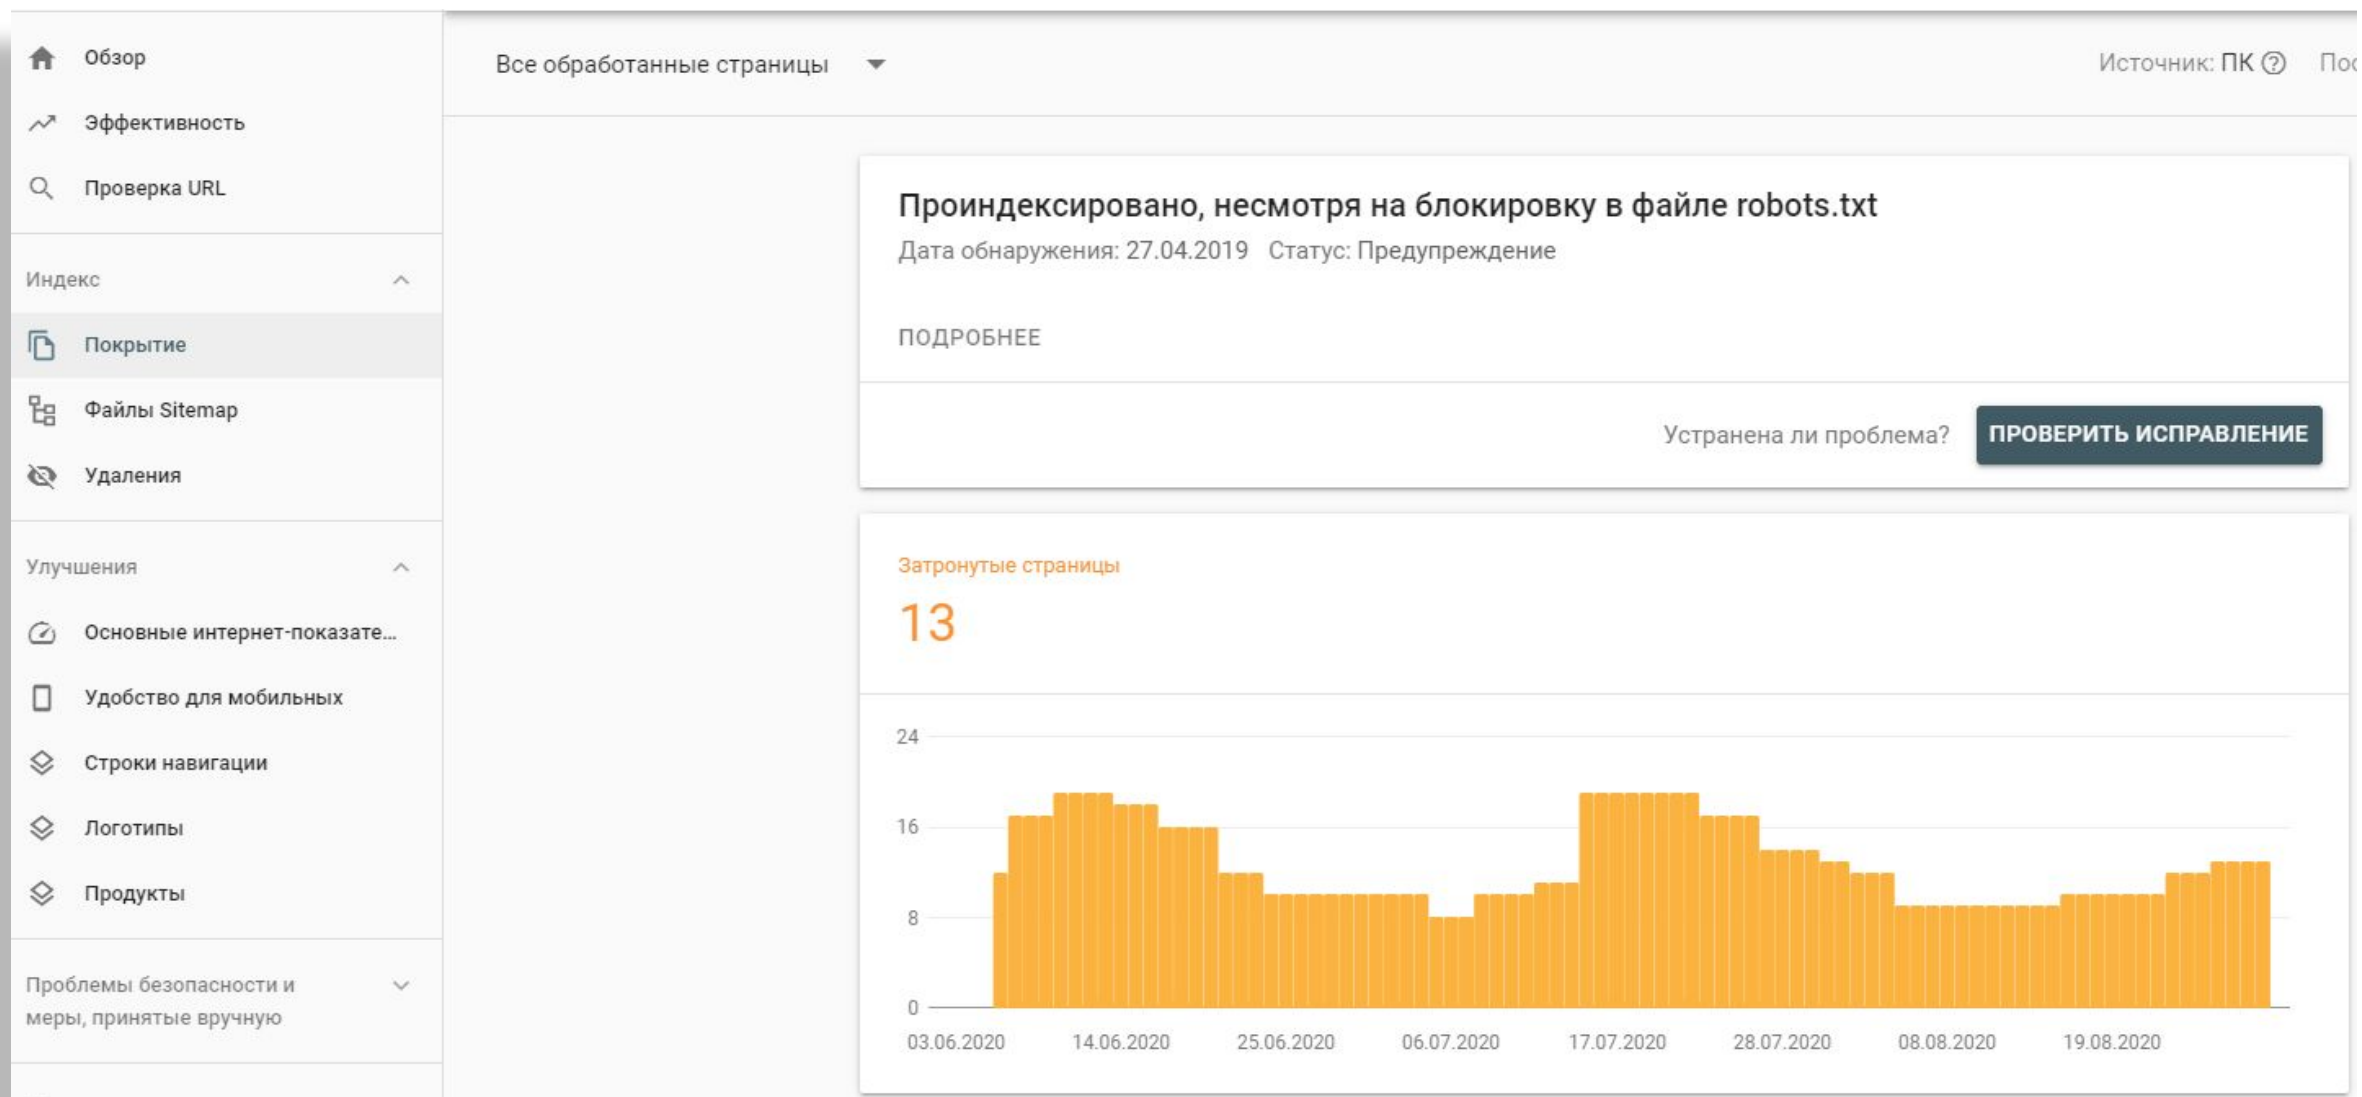 Обзор
Эффективность
Проверка URL
Индекс
Покрытие
Файлы Sitemap
Удаления
Улучшения
Основные интернет-показате...
Удобство для мобильных
Строки навигации
Логотипы
Продукты
Проблемы безопасности и
меры, принятые вручную
Все обработанные страницы
Источник: ПК
Проиндексировано, несмотря на блокировку в файле robots.txt
Дата обнаружения: 27.04.2019 Статус: Предупреждение
ПОДРОБНЕЕ
Устранена ли проблема? ПРОВЕРИТЬ ИСПРАВЛЕНИЕ
Затронутые страницы
13
24
16
8
0
03.06.2020 14.06.2020 25.06.2020 06.07.2020 17.07.2020 28.07.2020 08.08.2020 19.08.2020